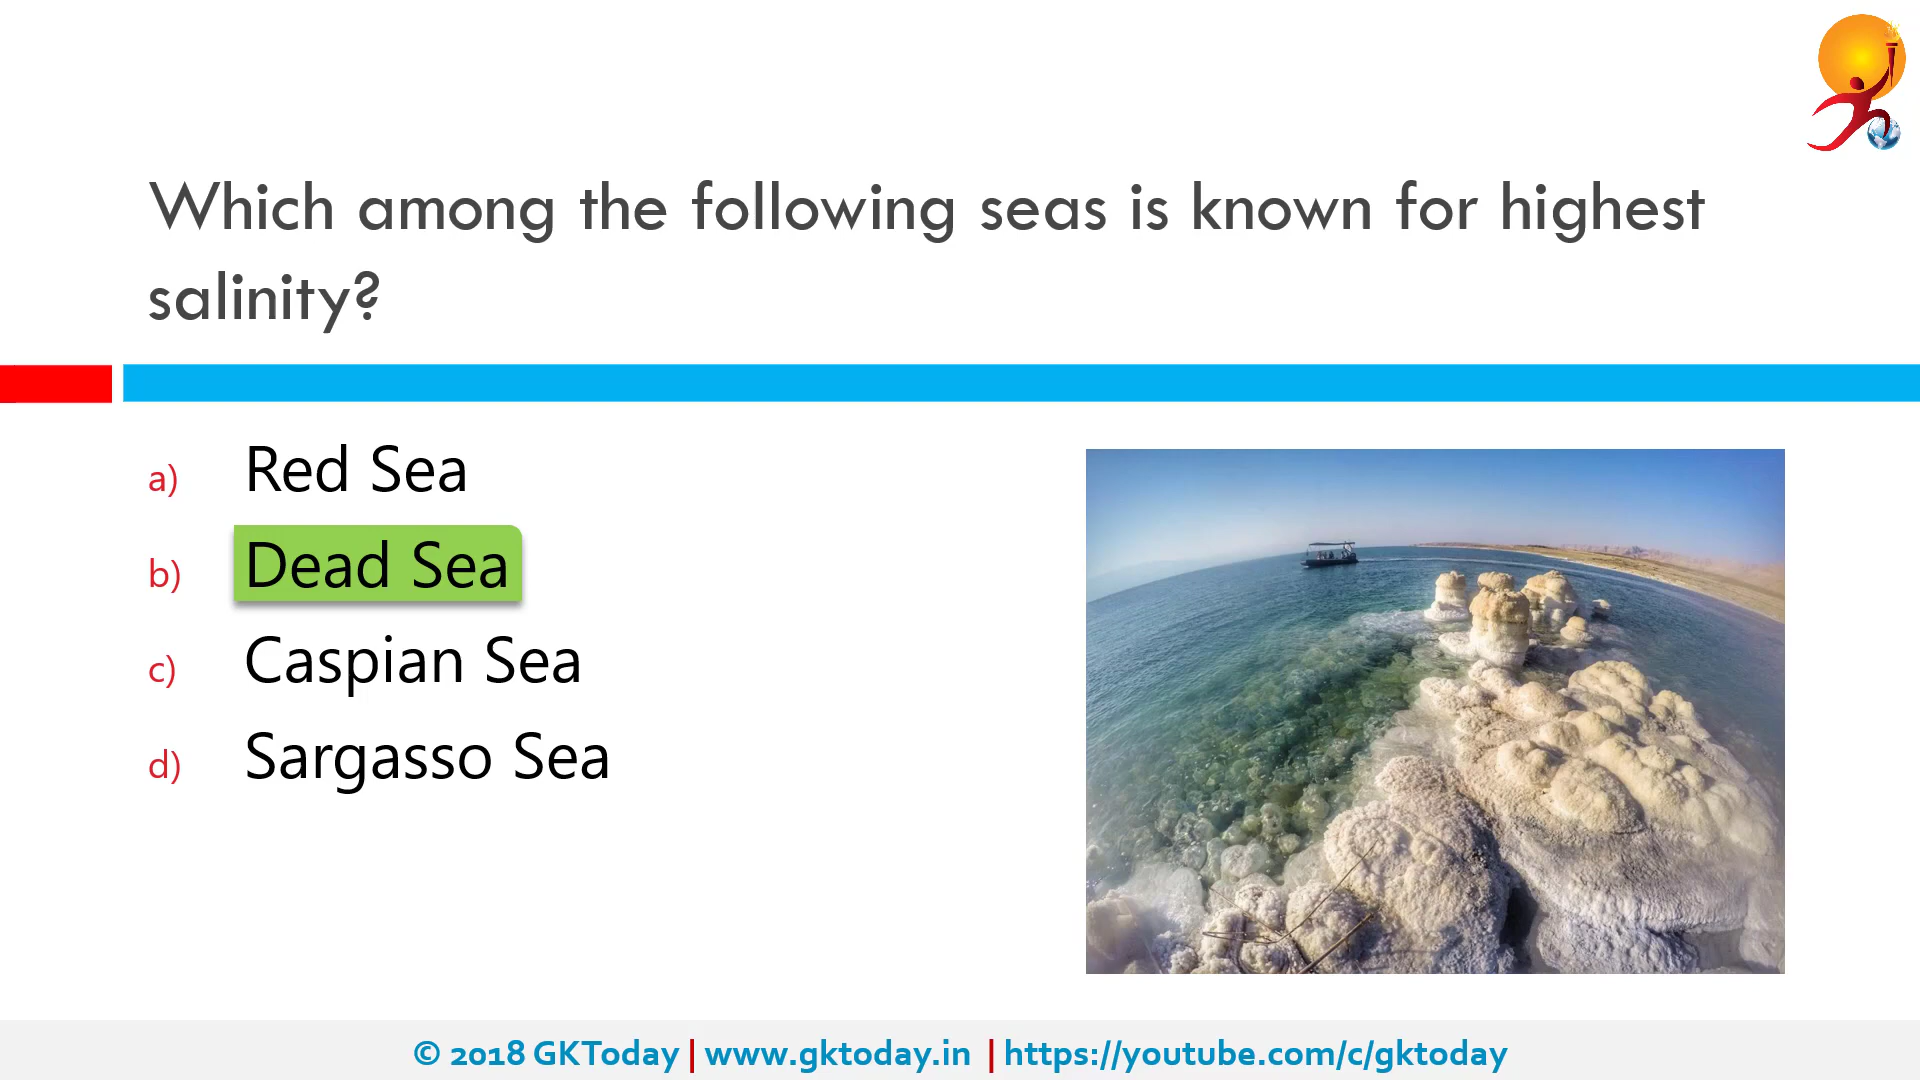 Which among the following seas is known for highest
salinity?
a) Red Sea
b) Dead Sea
c) Caspian Sea
d) Sargasso Sea
© 2018 GKToday | www.gktoday.in | https://youtube.com/c/gktoday